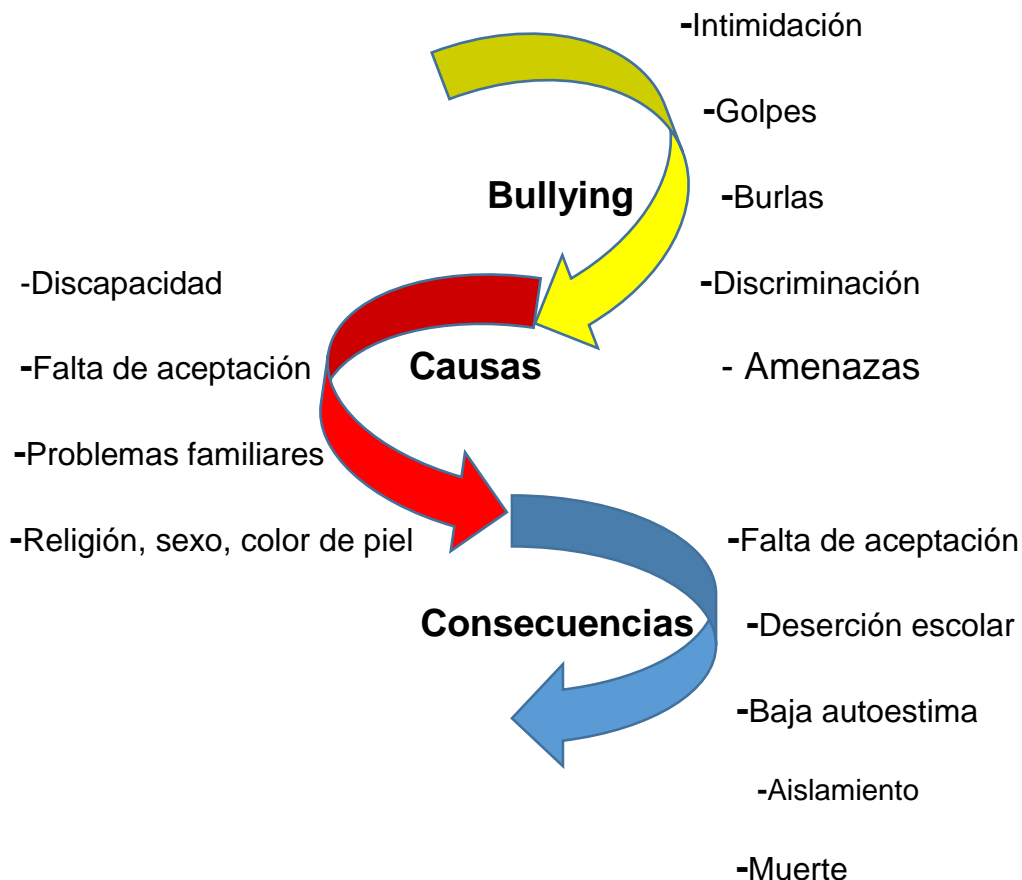 -Intimidación
-Golpes
Bullying
-Burlas
-Discriminación
- Amenazas
Causas
-Discapacidad
-Falta de aceptación
-Problemas familiares
-Religión, sexo, color de piel
Consecuencias
-Falta de aceptación
-Deserción escolar
-Baja autoestima
-Aislamiento
-Muerte